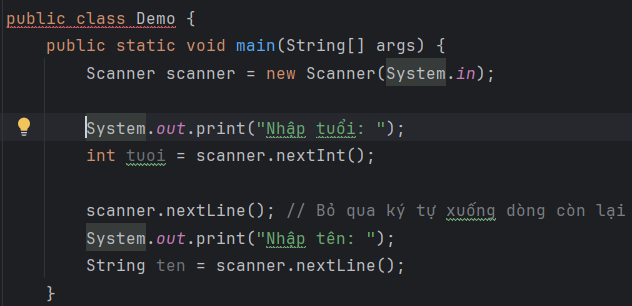 public class Demo {
public static void main(String[] args) {
Scanner scanner = new Scanner(System.in);
System.out.print("Nhập tuổi: ");
int tuoi = scanner.nextInt();
scanner.nextLine(); // Bỏ qua ký tự xuống dòng còn lại
System.out.print("Nhập tên: ");
String ten = scanner.nextLine();
}